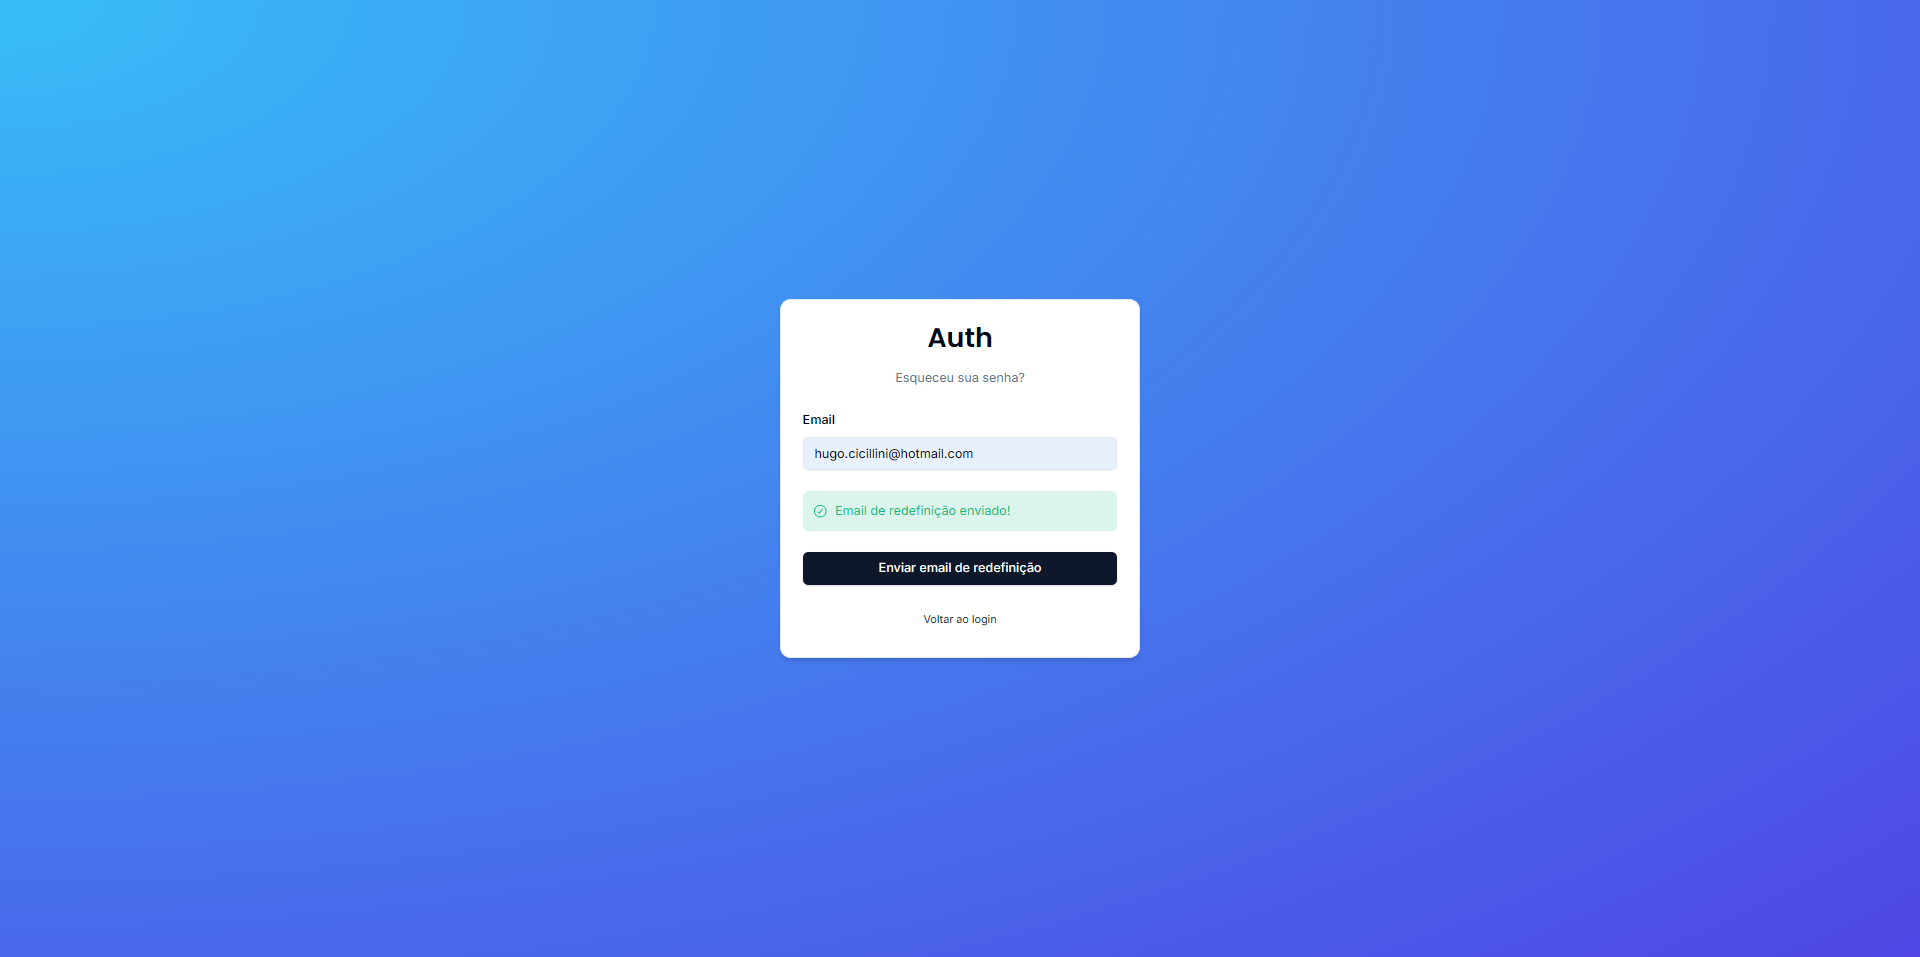 Auth
Esqueceu sua senha?
Email
hugo.cicillini@hotmail.com
Email de redefinição enviado!
Enviar email de redefinição
Voltar ao login